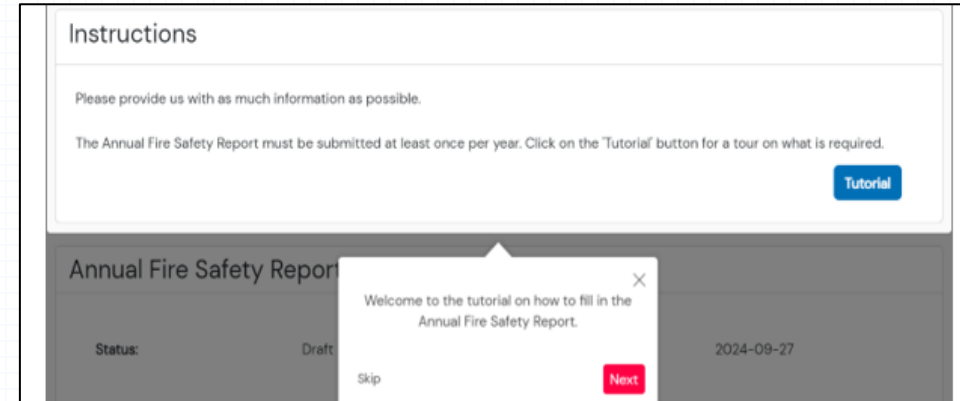 Instructions
Please provide us with as much information as possible.
The Annual Fire Safety Report must be submitted at least once per year. Click on the 'Tutorial' button for a tour on what is required.
Tutorial
Annual Fire Safety Report
Welcome to the tutorial on how to fill in the
Annual Fire Safety Report.
Status:
Draft
2024-09-27
Skip
Next